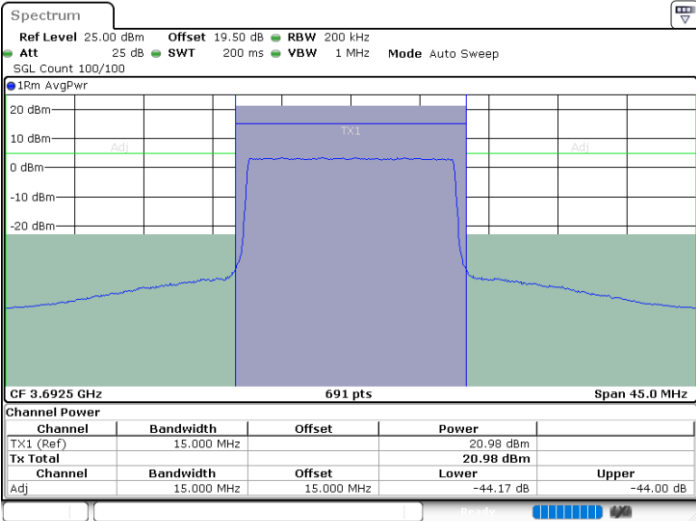 Spectrum
Ref Level 25.00 dBm Offset 19.50 dB RBW 200 kHz
Att 25 dB SWT 200 ms VBW 1 MHz Mode Auto Sweep
SGL Count 100/100
1Rm AvgPwr
20 dBm
TX1
10 dBm
Adj Adj
0 dBm
-10 dBm
-20 dBm
CF 3.6925 GHz 691 pts Span 45.0 MHz
Channel Power
Channel Bandwidth Offset Power
TX1 (Ref) 15.000 MHz 20.98 dBm
Tx Total 20.98 dBm
Channel Bandwidth Offset Lower Upper
Adj 15.000 MHz 15.000 MHz -44.17 dB -44.00 dB
Ready